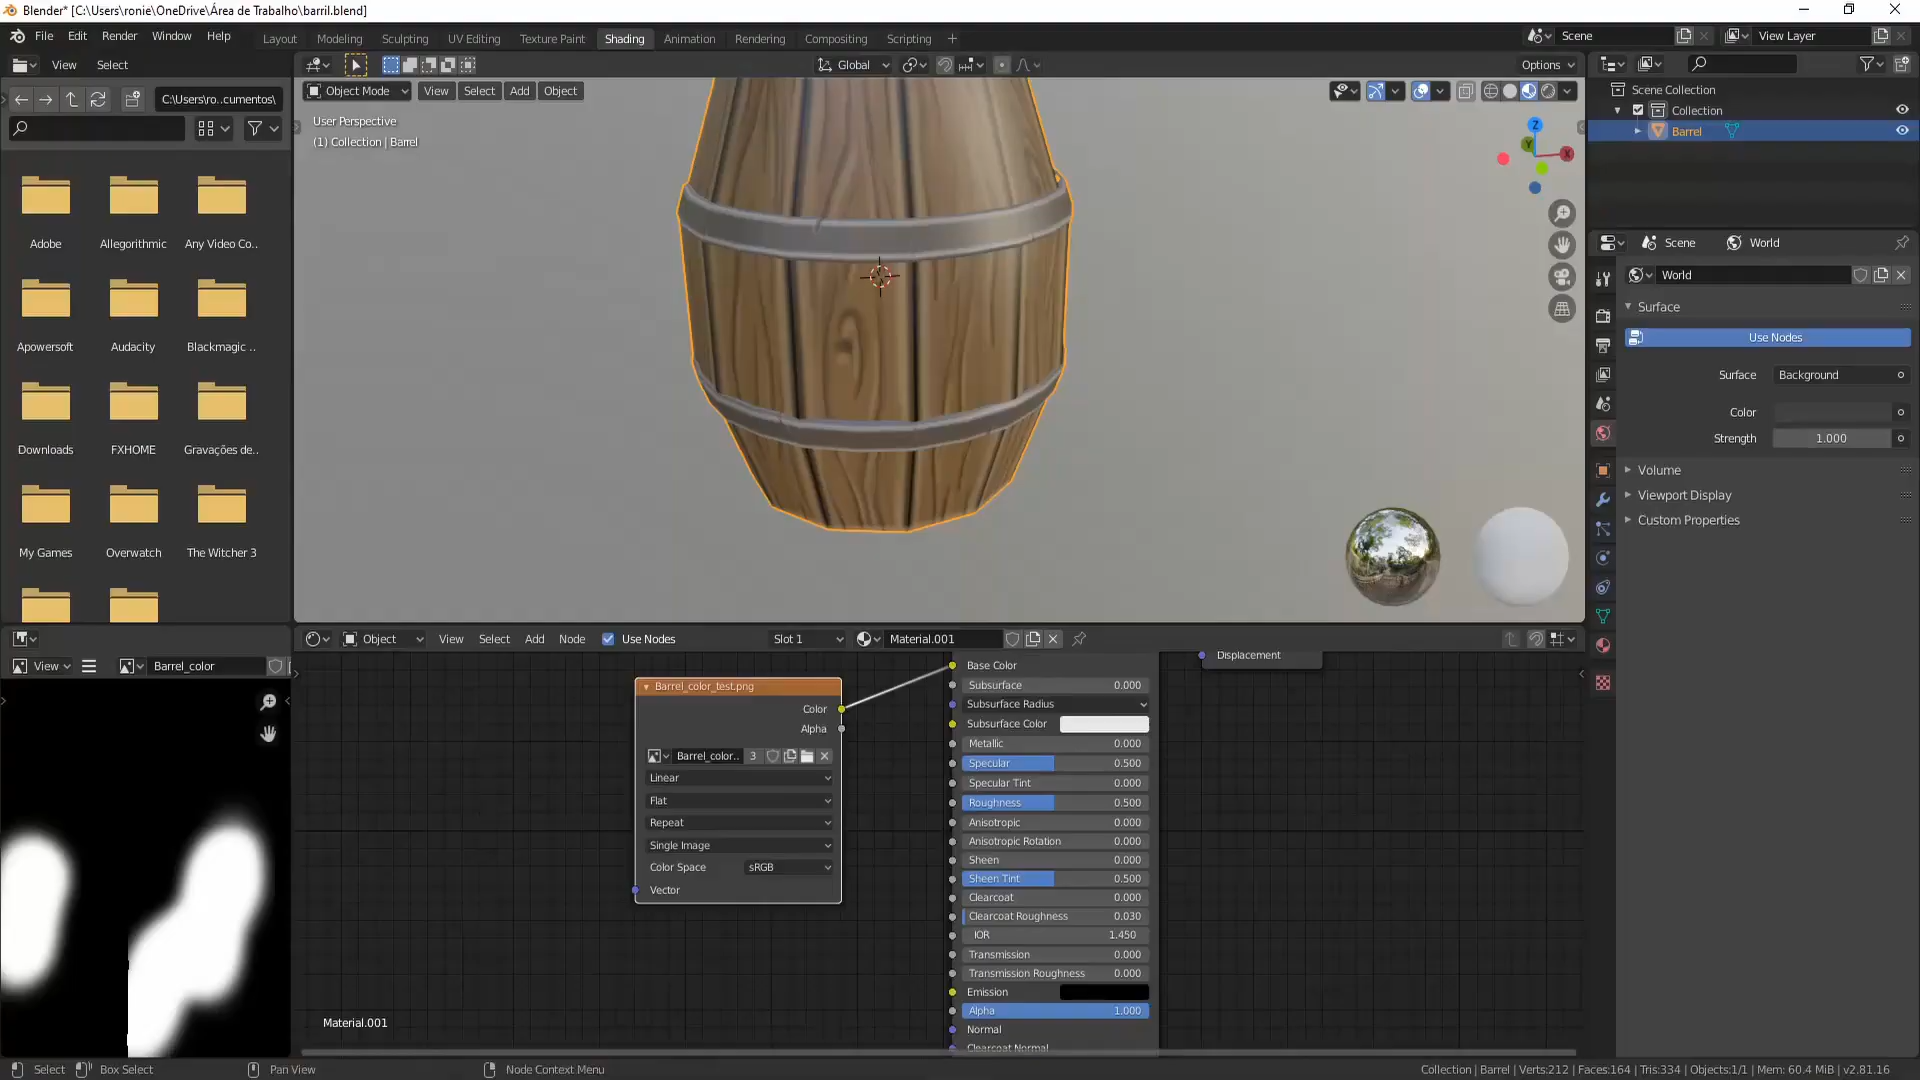 Blender* [C:\Users\ronie\OneDrive\Área de Trabalho\barril.blend]
File Edit Render Window Help
Layout Modeling Sculpting UV Editing Texture Paint Shading Animation Rendering Compositing Scripting +
Scene
View Layer
View Select
Global
Options
C:\Users\ro..cumentos\
Object Mode View Select Add Object
User Perspective
(1) Collection | Barrel
Z
Y
X
Scene Collection
Collection
Barrel
Adobe
Allegorithmic
Any Video Co..
Apowersoft
Audacity
Blackmagic ..
Downloads
FXHOME
Gravações de..
My Games
Overwatch
The Witcher 3
Scene World
World
Surface
Use Nodes
Surface Background
Color
Strength 1.000
Volume
Viewport Display
Custom Properties
Object View Select Add Node Use Nodes
Slot 1
Material.001
View
Barrel_color
Barrel_color_test.png
Color
Alpha
Barrel_color.. 3
Linear
Flat
Repeat
Single Image
Color Space sRGB
Vector
Base Color
Subsurface 0.000
Subsurface Radius
Subsurface Color
Metallic 0.000
Specular 0.500
Specular Tint 0.000
Roughness 0.500
Anisotropic 0.000
Anisotropic Rotation 0.000
Sheen 0.000
Sheen Tint 0.500
Clearcoat 0.000
Clearcoat Roughness 0.030
IOR 1.450
Transmission 0.000
Transmission Roughness 0.000
Emission
Alpha 1.000
Normal
Clearcoat Normal
Displacement
Material.001
Select Box Select Pan View Node Context Menu
Collection | Barrel | Verts:212 | Faces:164 | Tris:334 | Objects:1/1 | Mem: 60.4 MiB | v2.81.16